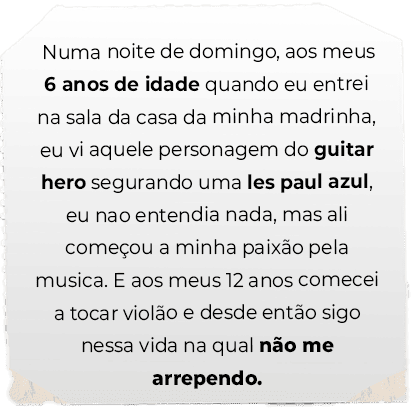 Numa noite de domingo, aos meus
6 anos de idade quando eu entrei
na sala da casa da minha madrinha,
eu vi aquele personagem do guitar
hero segurando uma les paul azul,
eu nao entendia nada, mas ali
começou a minha paixão pela
musica. E aos meus 12 anos comecei
a tocar violão e desde então sigo
nessa vida na qual não me
arrependo.